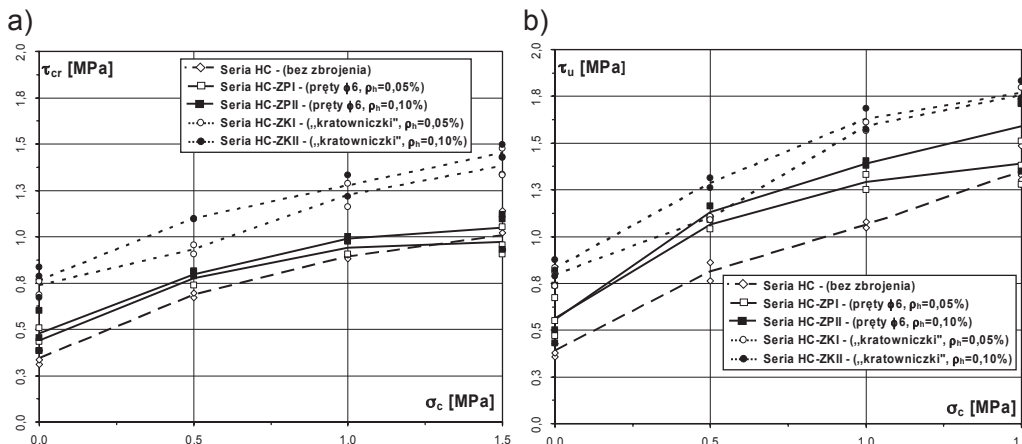 a)
τcr [MPa]
2,0
1,8
1,5
1,3
1,0
0,8
0,5
0,3
0,0
Seria HC - (bez zbrojenia)
Seria HC-ZPI - (pręty ϕ6, ρh=0,05%)
Seria HC-ZPII - (pręty ϕ6, ρh=0,10%)
Seria HC-ZKI - (,,kratowniczki", ρh=0,05%)
Seria HC-ZKII - (,,kratowniczki", ρh=0,10%)
σc [MPa]
0,0 0,5 1,0 1,5
b)
τu [MPa]
2,0
1,8
1,5
1,3
1,0
0,8
0,5
0,3
0,0
Seria HC - (bez zbrojenia)
Seria HC-ZPI - (pręty ϕ6, ρh=0,05%)
Seria HC-ZPII - (pręty ϕ6, ρh=0,10%)
Seria HC-ZKI - (,,kratowniczki", ρh=0,05%)
Seria HC-ZKII - (,,kratowniczki", ρh=0,10%)
σc [MPa]
0,0 0,5 1,0 1,5